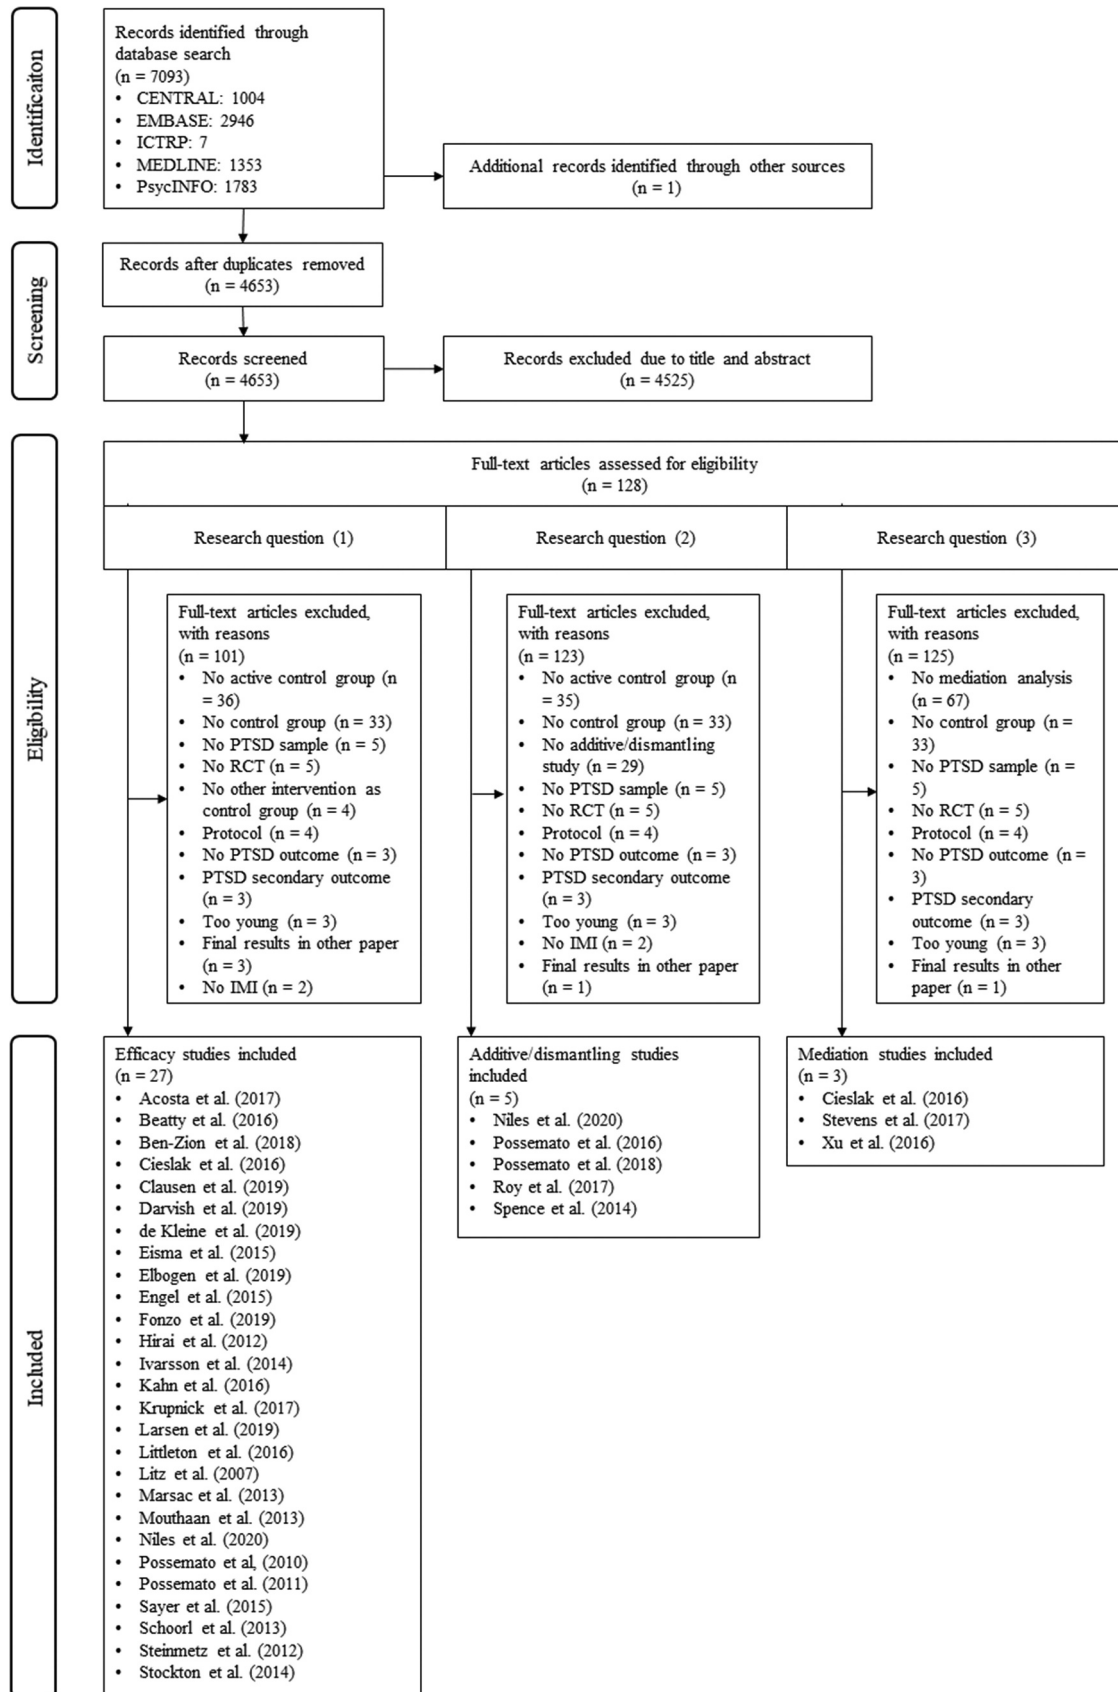 Identificaiton
Records identified through
database search
(n = 7093)
• CENTRAL: 1004
• EMBASE: 2946
• ICTRP: 7
• MEDLINE: 1353
• PsycINFO: 1783
Additional records identified through other sources
(n = 1)
Screening
Records after duplicates removed
(n = 4653)
Records screened
(n = 4653)
Records excluded due to title and abstract
(n = 4525)
Eligibility
Full-text articles assessed for eligibility
(n = 128)
Research question (1)
Research question (2)
Research question (3)
Full-text articles excluded,
with reasons
(n = 101)
• No active control group (n
= 36)
• No control group (n = 33)
• No PTSD sample (n = 5)
• No RCT (n = 5)
• No other intervention as
control group (n = 4)
• Protocol (n = 4)
• No PTSD outcome (n = 3)
• PTSD secondary outcome
(n = 3)
• Too young (n = 3)
• Final results in other paper
(n = 3)
• No IMI (n = 2)
Full-text articles excluded,
with reasons
(n = 123)
• No active control group (n
= 35)
• No control group (n = 33)
• No additive/dismantling
study (n = 29)
• No PTSD sample (n = 5)
• No RCT (n = 5)
• Protocol (n = 4)
• No PTSD outcome (n = 3)
• PTSD secondary outcome
(n = 3)
• Too young (n = 3)
• No IMI (n = 2)
• Final results in other paper
(n = 1)
Full-text articles excluded,
with reasons
(n = 125)
• No mediation analysis
(n = 67)
• No control group (n =
33)
• No PTSD sample (n =
5)
• No RCT (n = 5)
• Protocol (n = 4)
• No PTSD outcome (n =
3)
• PTSD secondary
outcome (n = 3)
• Too young (n = 3)
• Final results in other
paper (n = 1)
Included
Efficacy studies included
(n = 27)
• Acosta et al. (2017)
• Beatty et al. (2016)
• Ben-Zion et al. (2018)
• Cieslak et al. (2016)
• Clausen et al. (2019)
• Darvish et al. (2019)
• de Kleine et al. (2019)
• Eisma et al. (2015)
• Elbogen et al. (2019)
• Engel et al. (2015)
• Fonzo et al. (2019)
• Hirai et al. (2012)
• Ivarsson et al. (2014)
• Kahn et al. (2016)
• Krupnick et al. (2017)
• Larsen et al. (2019)
• Littleton et al. (2016)
• Litz et al. (2007)
• Marsac et al. (2013)
• Mouthaan et al. (2013)
• Niles et al. (2020)
• Possemato et al, (2010)
• Possemato et al. (2011)
• Sayer et al. (2015)
• Schoorl et al. (2013)
• Steinmetz et al. (2012)
• Stockton et al. (2014)
Additive/dismantling studies
included
(n = 5)
• Niles et al. (2020)
• Possemato et al. (2016)
• Possemato et al. (2018)
• Roy et al. (2017)
• Spence et al. (2014)
Mediation studies included
(n = 3)
• Cieslak et al. (2016)
• Stevens et al. (2017)
• Xu et al. (2016)